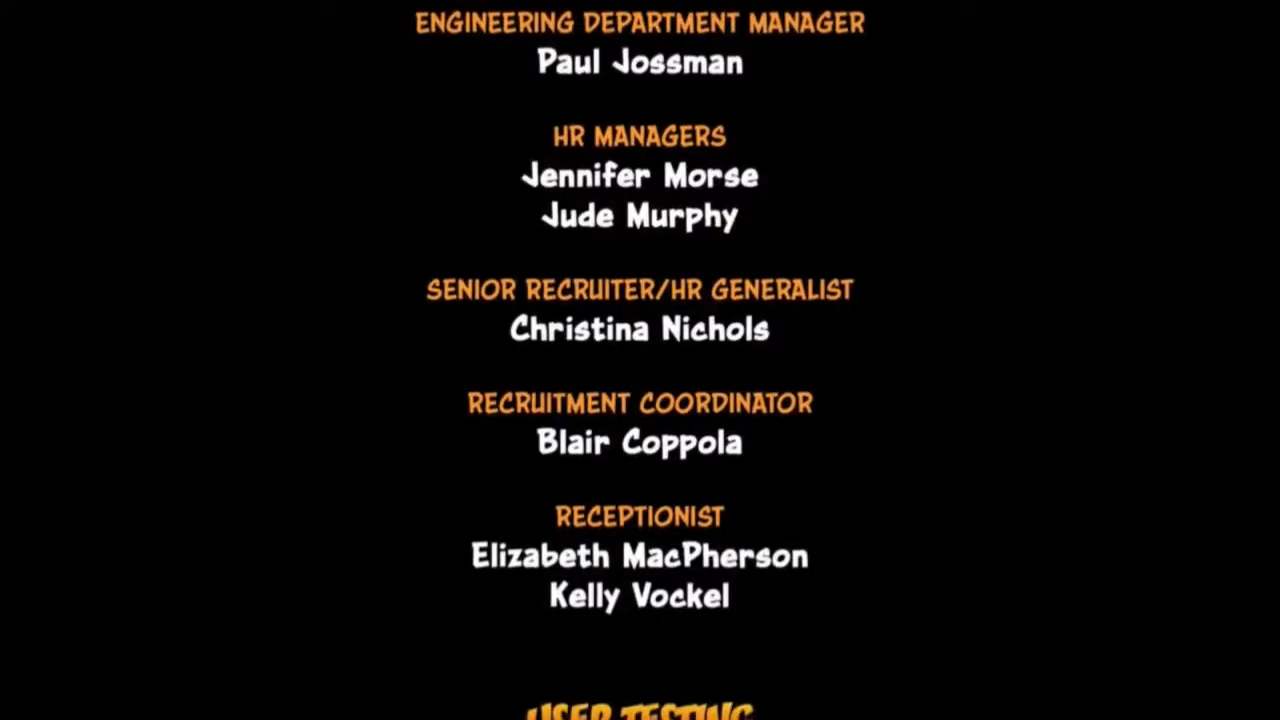 ENGINEERING DEPARTMENT MANAGER
Paul Jossman
HR MANAGERS
Jennifer Morse
Jude Murphy
SENIOR RECRUITER/HR GENERALIST
Christina Nichols
RECRUITMENT COORDINATOR
Blair Coppola
RECEPTIONIST
Elizabeth MacPherson
Kelly Vockel
USER TESTING